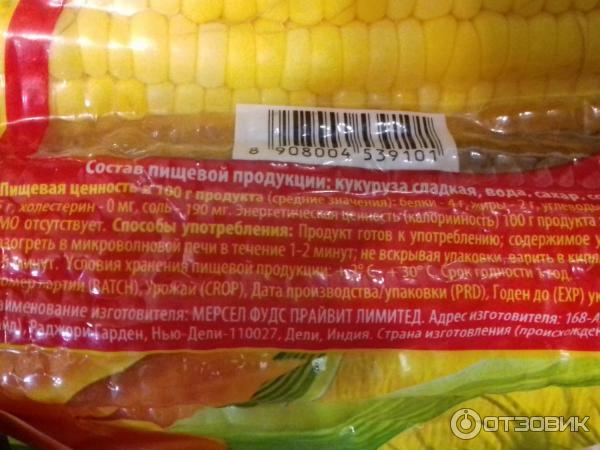 8 908004 539101
Состав пищевой продукции: кукуруза сладкая, вода, сахар, со
Пищевая ценность в 100 г продукта (средние значения): белки - 4 г, жиры - 2 г, углеводы
г, холестерин - 0 мг, соль - 190 мг. Энергетическая ценность (калорийность) 100 г продукта
МО отсутствует. Способы употребления: Продукт готов к употреблению; содержимое у
разогреть в микроволновой печи в течение 1-2 минут; не вскрывая упаковки, варить в кипя
минут. Условия хранения пищевой продукции: + 30° С. Срок годности 1 год.
омер партии (BATCH), Урожай (CROP), Дата производства/упаковки (PRD), Годен до (EXP) ук
аименование изготовителя: МЕРСЕЛ ФУДС ПРАЙВИТ ЛИМИТЕД. Адрес изготовителя: 168-А
Раджори Гарден, Нью-Дели-110027, Дели, Индия. Страна изготовления (происхожден
ОТЗОВИК